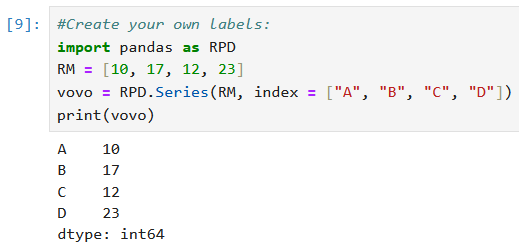 [9]: #Create your own labels:
import pandas as RPD
RM = [10, 17, 12, 23]
vovo = RPD.Series(RM, index = ["A", "B", "C", "D"])
print(vovo)
A    10
B    17
C    12
D    23
dtype: int64